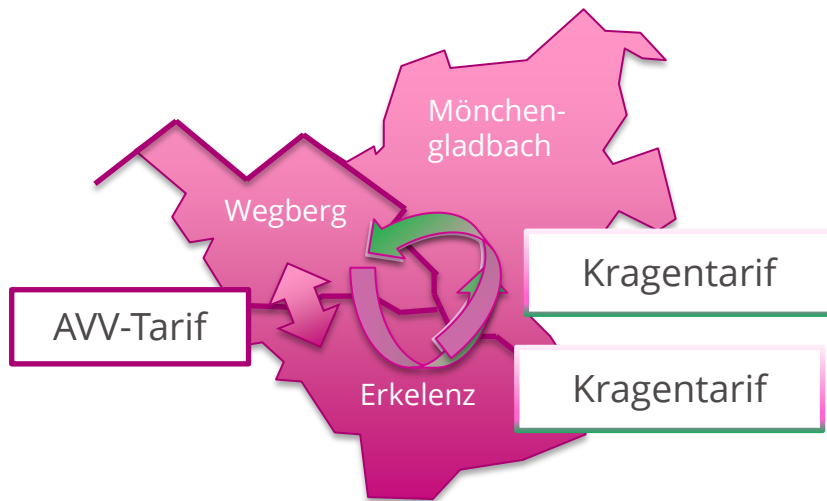 Mönchen-
gladbach
Wegberg
Kragentarif
AVV-Tarif
Kragentarif
Erkelenz